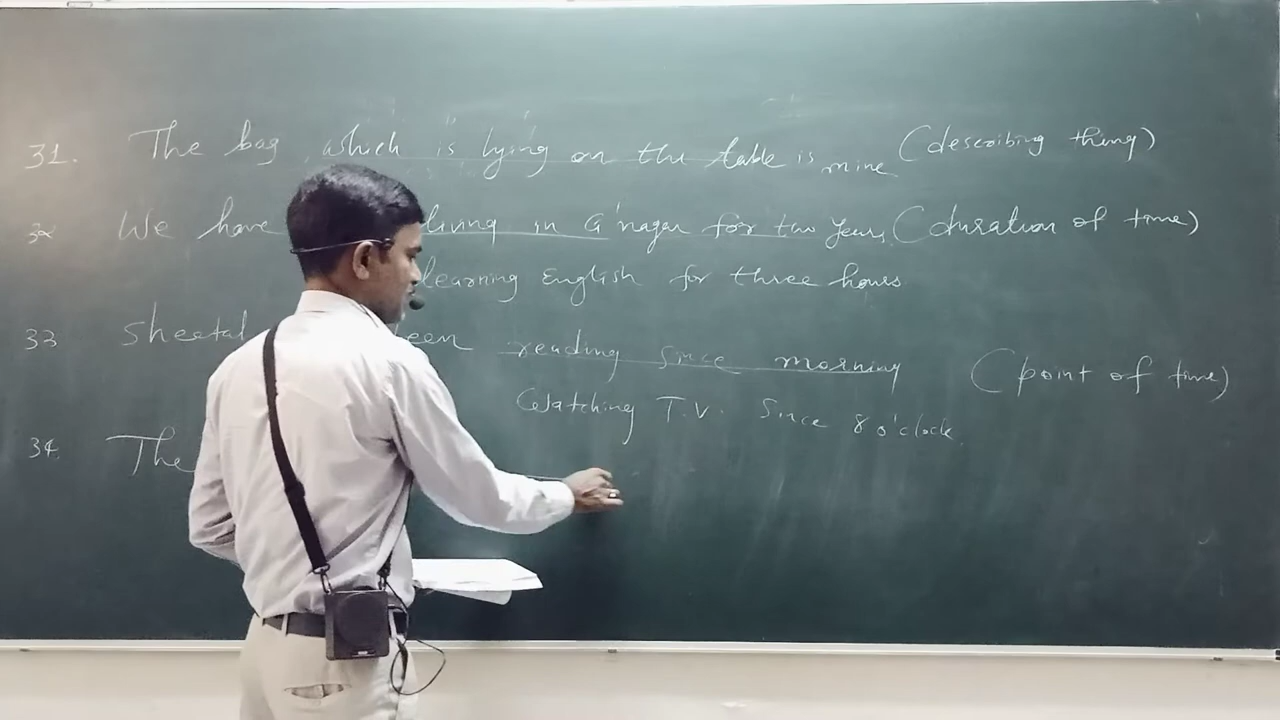 31. The bag, which is lying on the table is mine (describing thing)
32 We have living in G'nagar for two years (duration of time)
learning English for three hours
33 Sheetal een reading since morning (point of time)
Watching T.V. Since 8 o'clock.
34. The